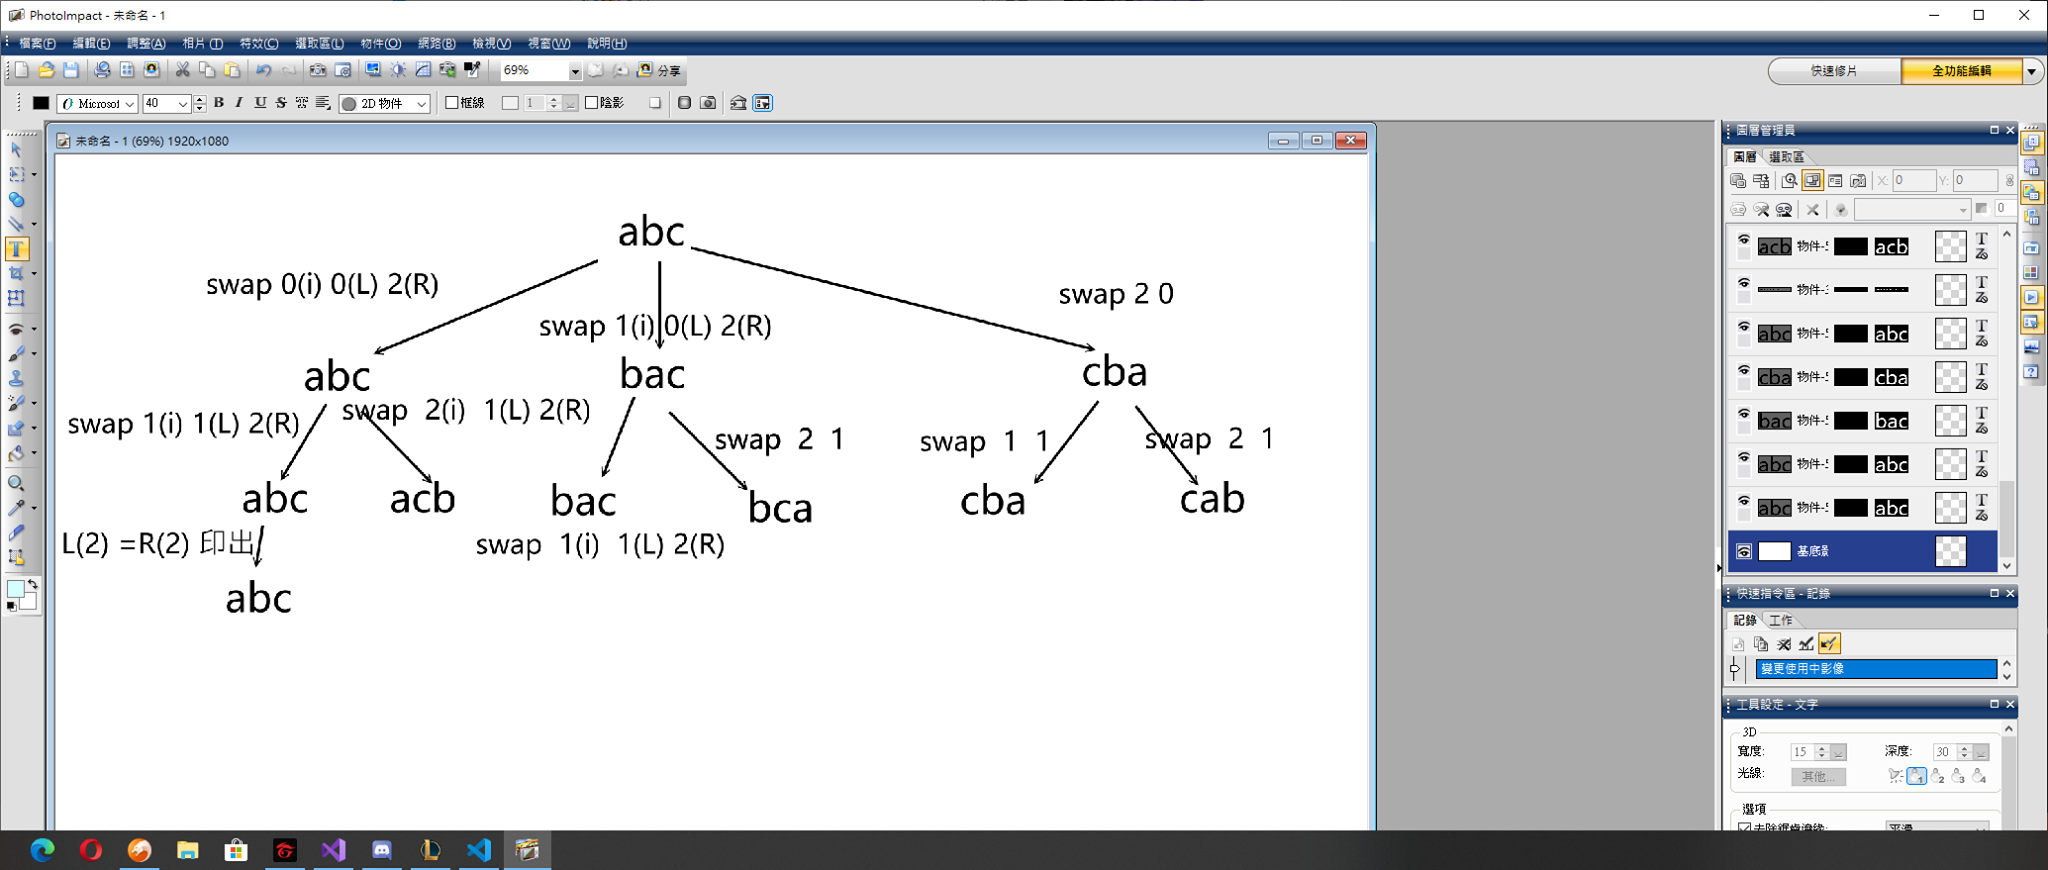 PhotoImpact - 未命名 - 1
檔案(F) 編輯(E) 調整(A) 相片(T) 特效(C) 選取區(L) 物件(O) 網路(B) 檢視(V) 視窗(W) 說明(H)
69% 分享 快速修片 全功能編輯
Microsof 40 B I U S 2D 物件 框線 1 陰影
未命名 - 1 (69%) 1920x1080
abc
swap 0(i) 0(L) 2(R)
swap 2 0
swap 1(i) 0(L) 2(R)
abc bac cba
swap 1(i) 1(L) 2(R) swap 2(i) 1(L) 2(R)
swap 2 1 swap 1 1 swap 2 1
abc acb bac bca cba cab
L(2) =R(2) 印出 swap 1(i) 1(L) 2(R)
abc
圖層管理員
圖層 選取區
X: 0 Y: 0
0
acb 物件- acb
物件-
abc 物件- abc
cba 物件- cba
bac 物件- bac
abc 物件- abc
abc 物件- abc
基底影
快速指令區 - 記錄
記錄 工作
變更使用中影像
工具設定 - 文字
3D
寬度: 15 深度: 30
光線: 其他... 1 2 3 4
選項